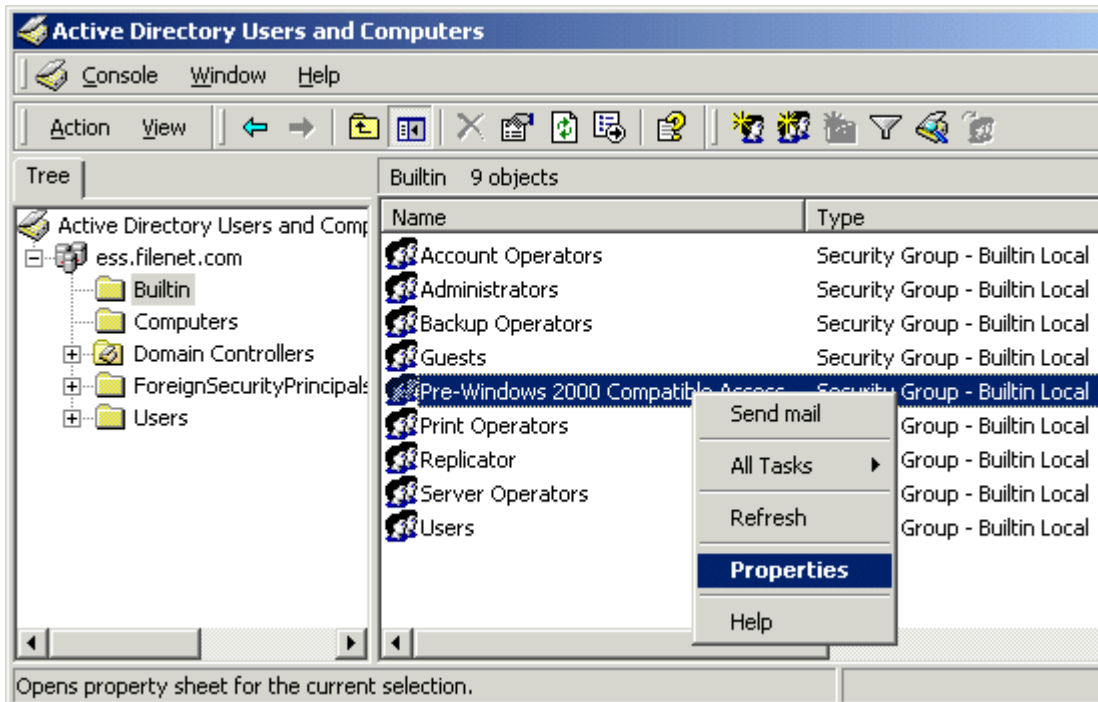 Active Directory Users and Computers
Console Window Help
Action View
Tree
Builtin 9 objects
Active Directory Users and Comp
ess.filenet.com
Builtin
Computers
Domain Controllers
ForeignSecurityPrincipals
Users
Name Type
Account Operators Security Group - Builtin Local
Administrators Security Group - Builtin Local
Backup Operators Security Group - Builtin Local
Guests Security Group - Builtin Local
Pre-Windows 2000 Compatible Access Security Group - Builtin Local
Print Operators Group - Builtin Local
Replicator Group - Builtin Local
Server Operators Group - Builtin Local
Users Group - Builtin Local
Send mail
All Tasks
Refresh
Properties
Help
Opens property sheet for the current selection.